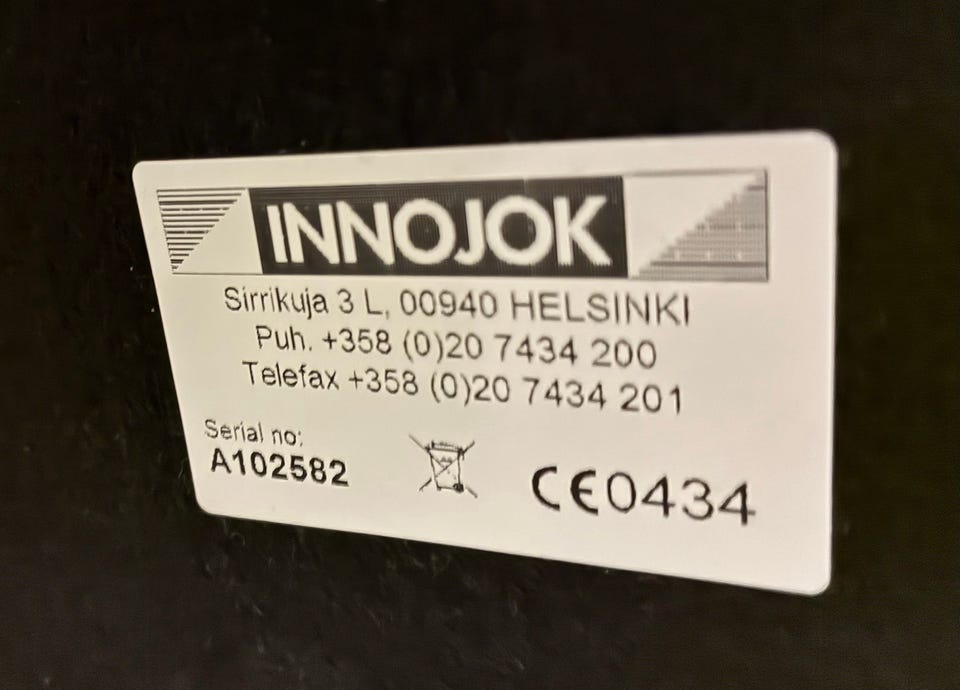 INNOJOK
Sirrikuja 3 L, 00940 HELSINKI
Puh. +358 (0)20 7434 200
Telefax +358 (0)20 7434 201
Serial no:
A102582
CE0434